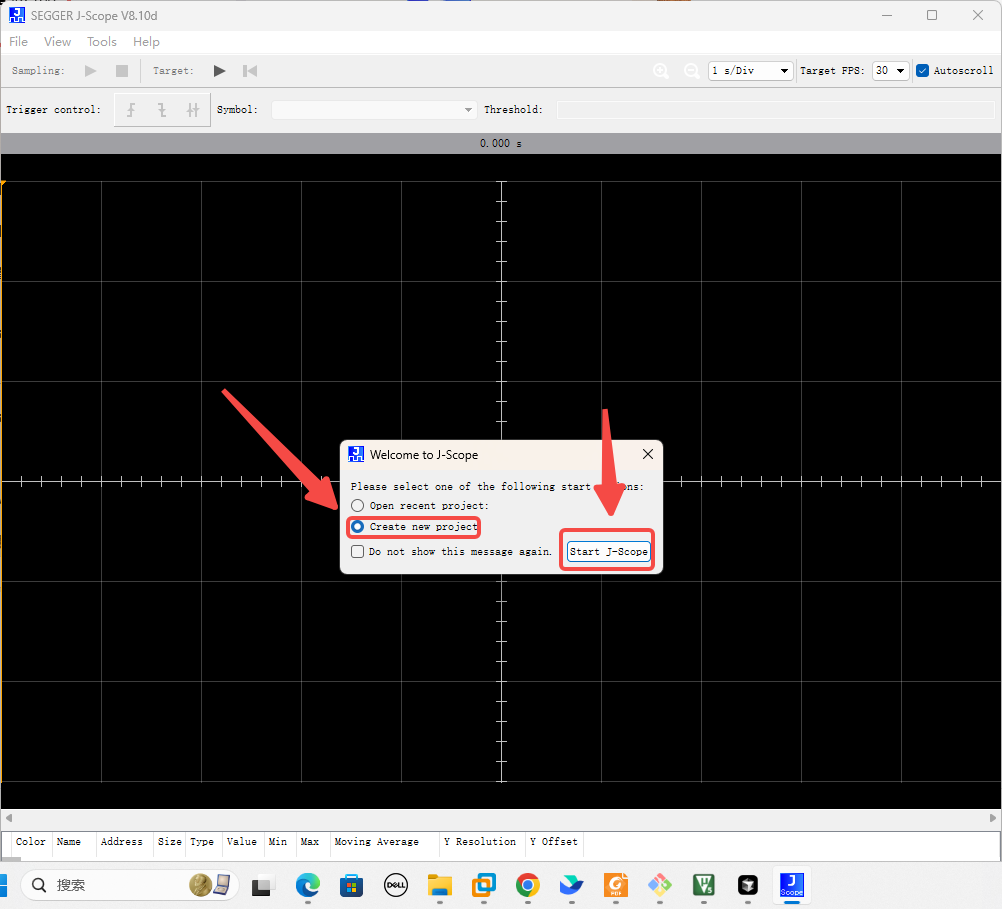 SEGGER J-Scope V8.10d
File View Tools Help
Sampling: Target: 1 s/Div Target FPS: 30 Autoscroll
Trigger control: Symbol: Threshold:
0.000 s
Welcome to J-Scope
Please select one of the following start ons:
Open recent project:
Create new project
Do not show this message again. Start J-Scope
Color Name Address Size Type Value Min Max Moving Average Y Resolution Y Offset
搜索 DELL PDF J Scope